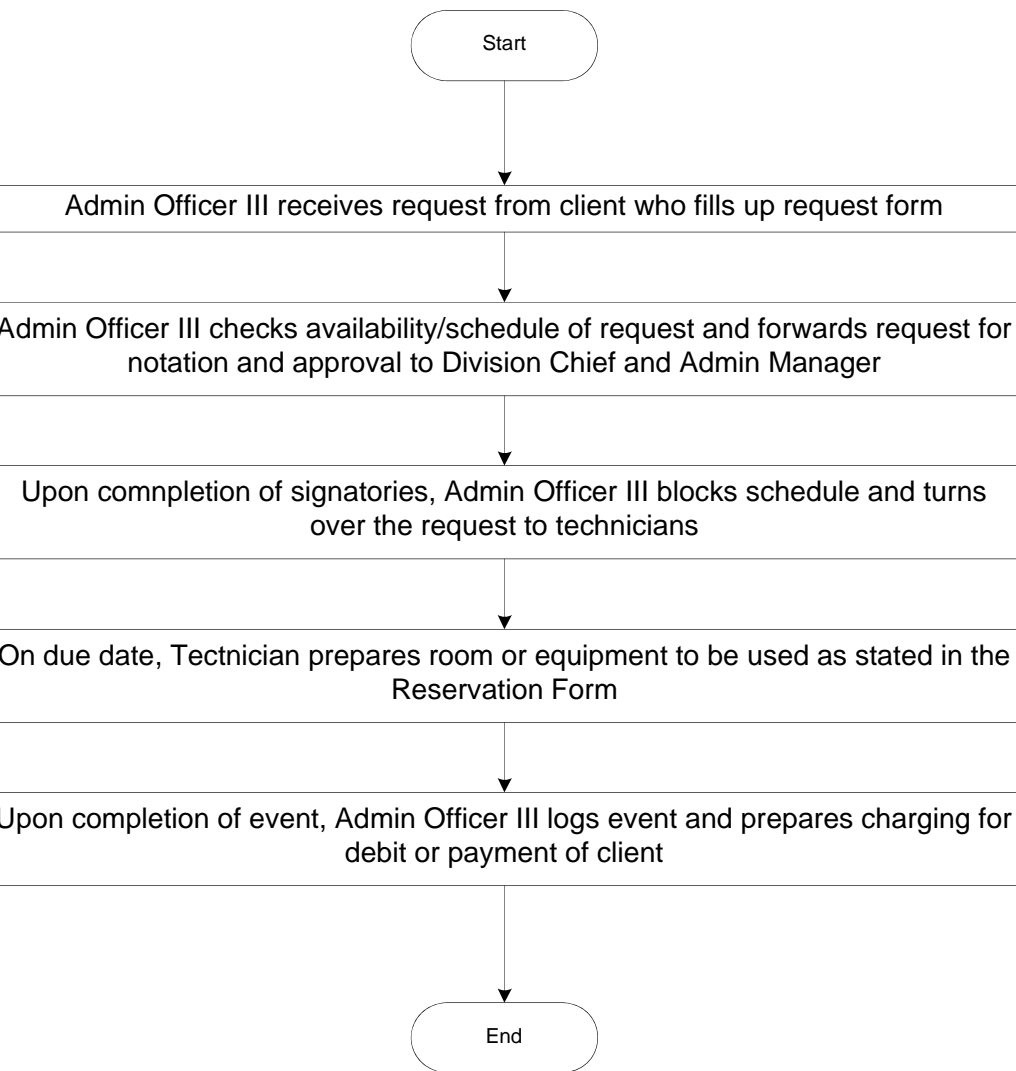 Start
Admin Officer III receives request from client who fills up request form
Admin Officer III checks availability/schedule of request and forwards request for
notation and approval to Division Chief and Admin Manager
Upon comnpletion of signatories, Admin Officer III blocks schedule and turns
over the request to technicians
On due date, Tectnician prepares room or equipment to be used as stated in the
Reservation Form
Upon completion of event, Admin Officer III logs event and prepares charging for
debit or payment of client
End